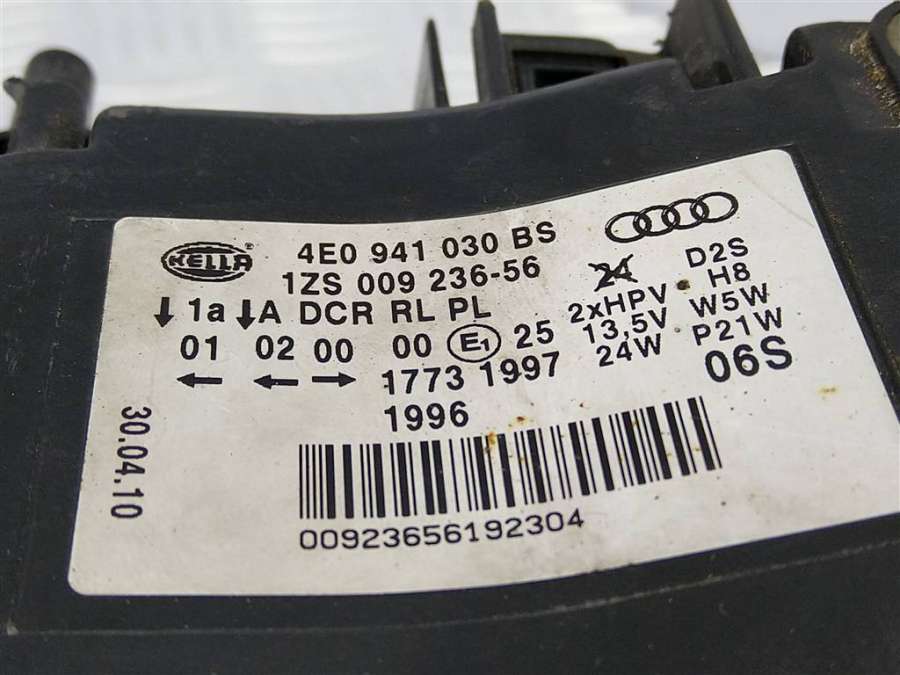 HELLA ®
4E0 941 030 BS
1ZS 009 236-56
↓ 1a ↓A DCR RL PL
01 02 00 00 E1 25
← ← → 1773 1997
1996
24 D2S
2xHPV H8
13,5V W5W
24W P21W
06S
30.04.10
00923656192304